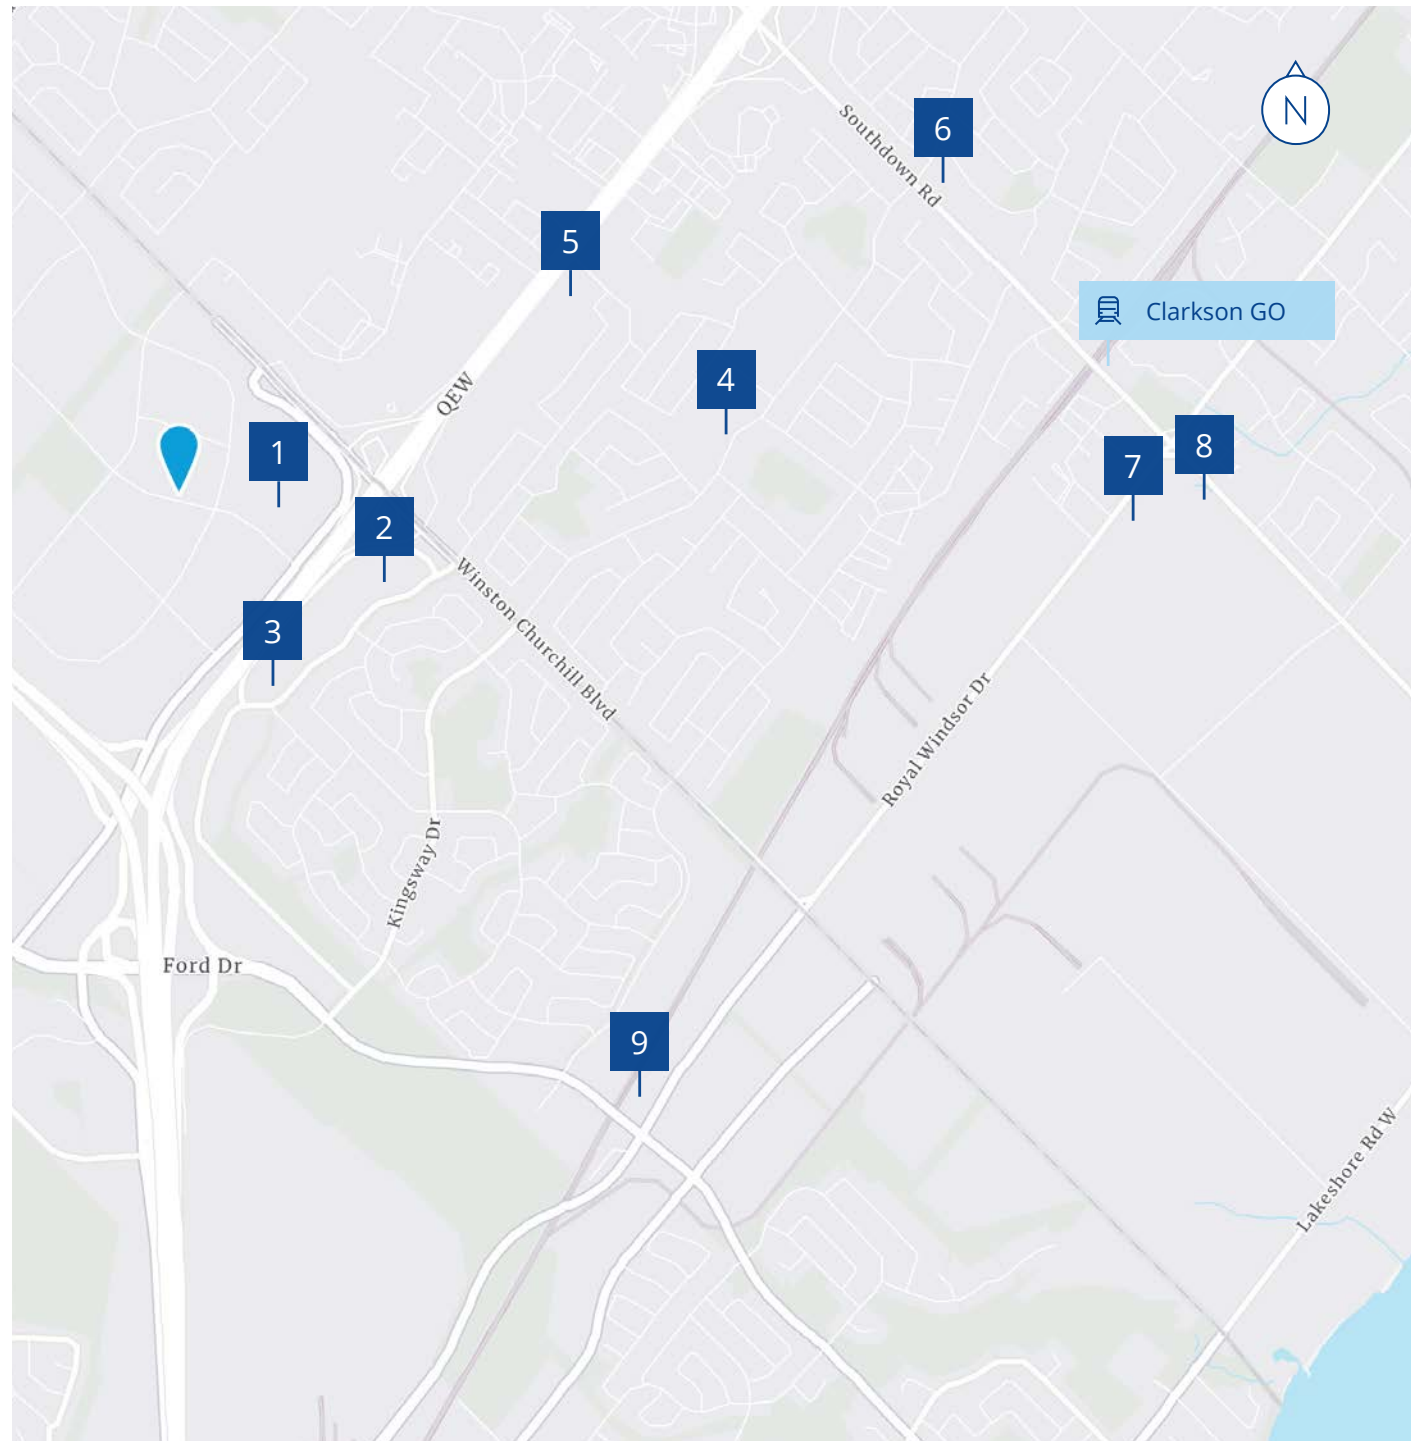 N
Southdown Rd
6
5
Clarkson GO
4
QEW
1
8
7
2
Winston Churchill Blvd
3
Royal Windsor Dr
Kingsway Dr
Ford Dr
9
Lakeshore Rd W